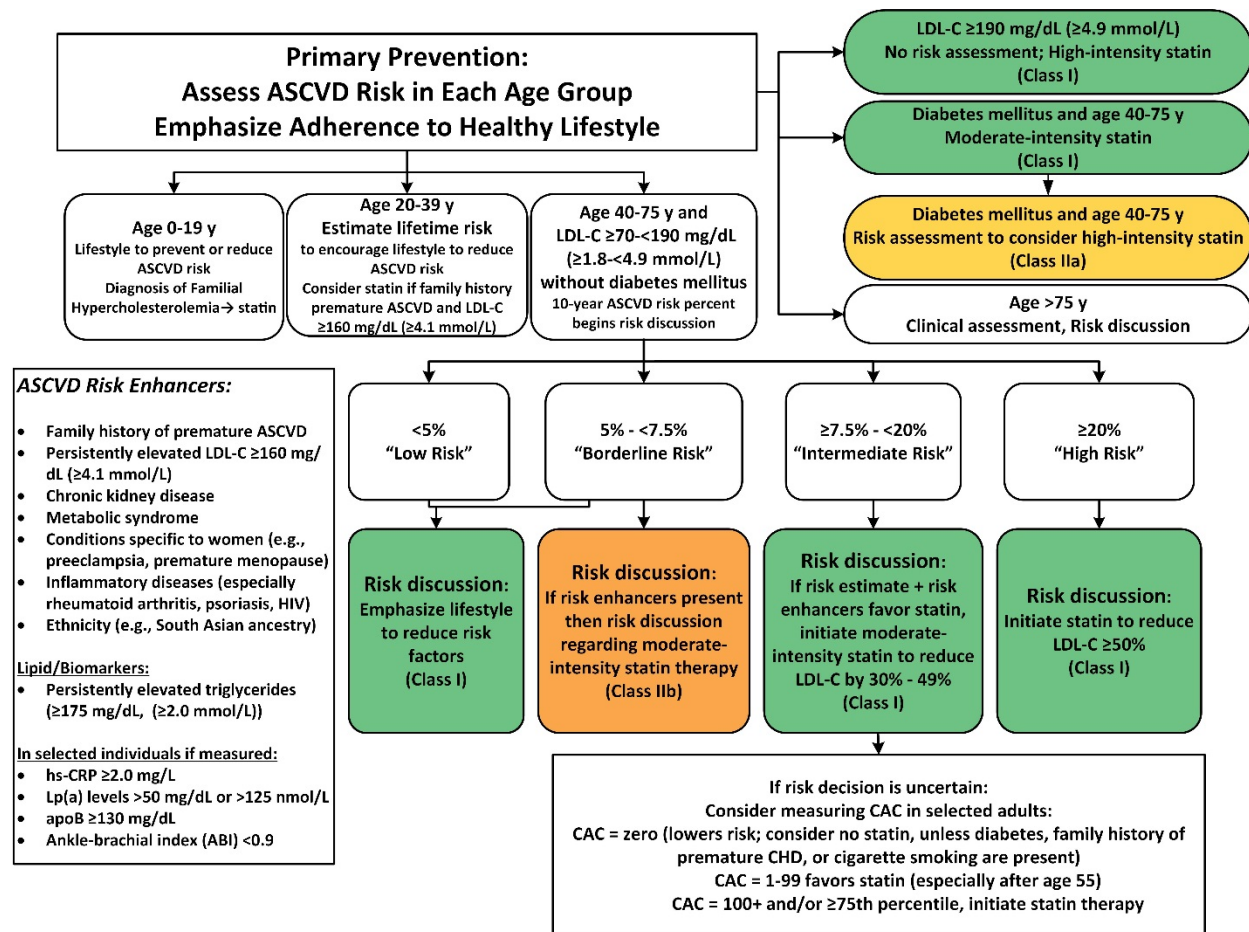 Primary Prevention:
Assess ASCVD Risk in Each Age Group
Emphasize Adherence to Healthy Lifestyle
LDL-C ≥190 mg/dL (≥4.9 mmol/L)
No risk assessment; High-intensity statin
(Class I)
Diabetes mellitus and age 40-75 y
Moderate-intensity statin
(Class I)
Diabetes mellitus and age 40-75 y
Risk assessment to consider high-intensity statin
(Class IIa)
Age >75 y
Clinical assessment, Risk discussion
Age 0-19 y
Lifestyle to prevent or reduce
ASCVD risk
Diagnosis of Familial
Hypercholesterolemia→ statin
Age 20-39 y
Estimate lifetime risk
to encourage lifestyle to reduce
ASCVD risk
Consider statin if family history
premature ASCVD and LDL-C
≥160 mg/dL (≥4.1 mmol/L)
Age 40-75 y and
LDL-C ≥70-<190 mg/dL
(≥1.8-<4.9 mmol/L)
without diabetes mellitus
10-year ASCVD risk percent
begins risk discussion
ASCVD Risk Enhancers:
• Family history of premature ASCVD
• Persistently elevated LDL-C ≥160 mg/
dL (≥4.1 mmol/L)
• Chronic kidney disease
• Metabolic syndrome
• Conditions specific to women (e.g.,
preeclampsia, premature menopause)
• Inflammatory diseases (especially
rheumatoid arthritis, psoriasis, HIV)
• Ethnicity (e.g., South Asian ancestry)
Lipid/Biomarkers:
• Persistently elevated triglycerides
(≥175 mg/dL, (≥2.0 mmol/L))
In selected individuals if measured:
• hs-CRP ≥2.0 mg/L
• Lp(a) levels >50 mg/dL or >125 nmol/L
• apoB ≥130 mg/dL
• Ankle-brachial index (ABI) <0.9
<5%
“Low Risk”
5% - <7.5%
“Borderline Risk”
≥7.5% - <20%
“Intermediate Risk”
≥20%
“High Risk”
Risk discussion:
Emphasize lifestyle
to reduce risk
factors
(Class I)
Risk discussion:
If risk enhancers present
then risk discussion
regarding moderate-
intensity statin therapy
(Class IIb)
Risk discussion:
If risk estimate + risk
enhancers favor statin,
initiate moderate-
intensity statin to reduce
LDL-C by 30% - 49%
(Class I)
Risk discussion:
Initiate statin to reduce
LDL-C ≥50%
(Class I)
If risk decision is uncertain:
Consider measuring CAC in selected adults:
CAC = zero (lowers risk; consider no statin, unless diabetes, family history of
premature CHD, or cigarette smoking are present)
CAC = 1-99 favors statin (especially after age 55)
CAC = 100+ and/or ≥75th percentile, initiate statin therapy